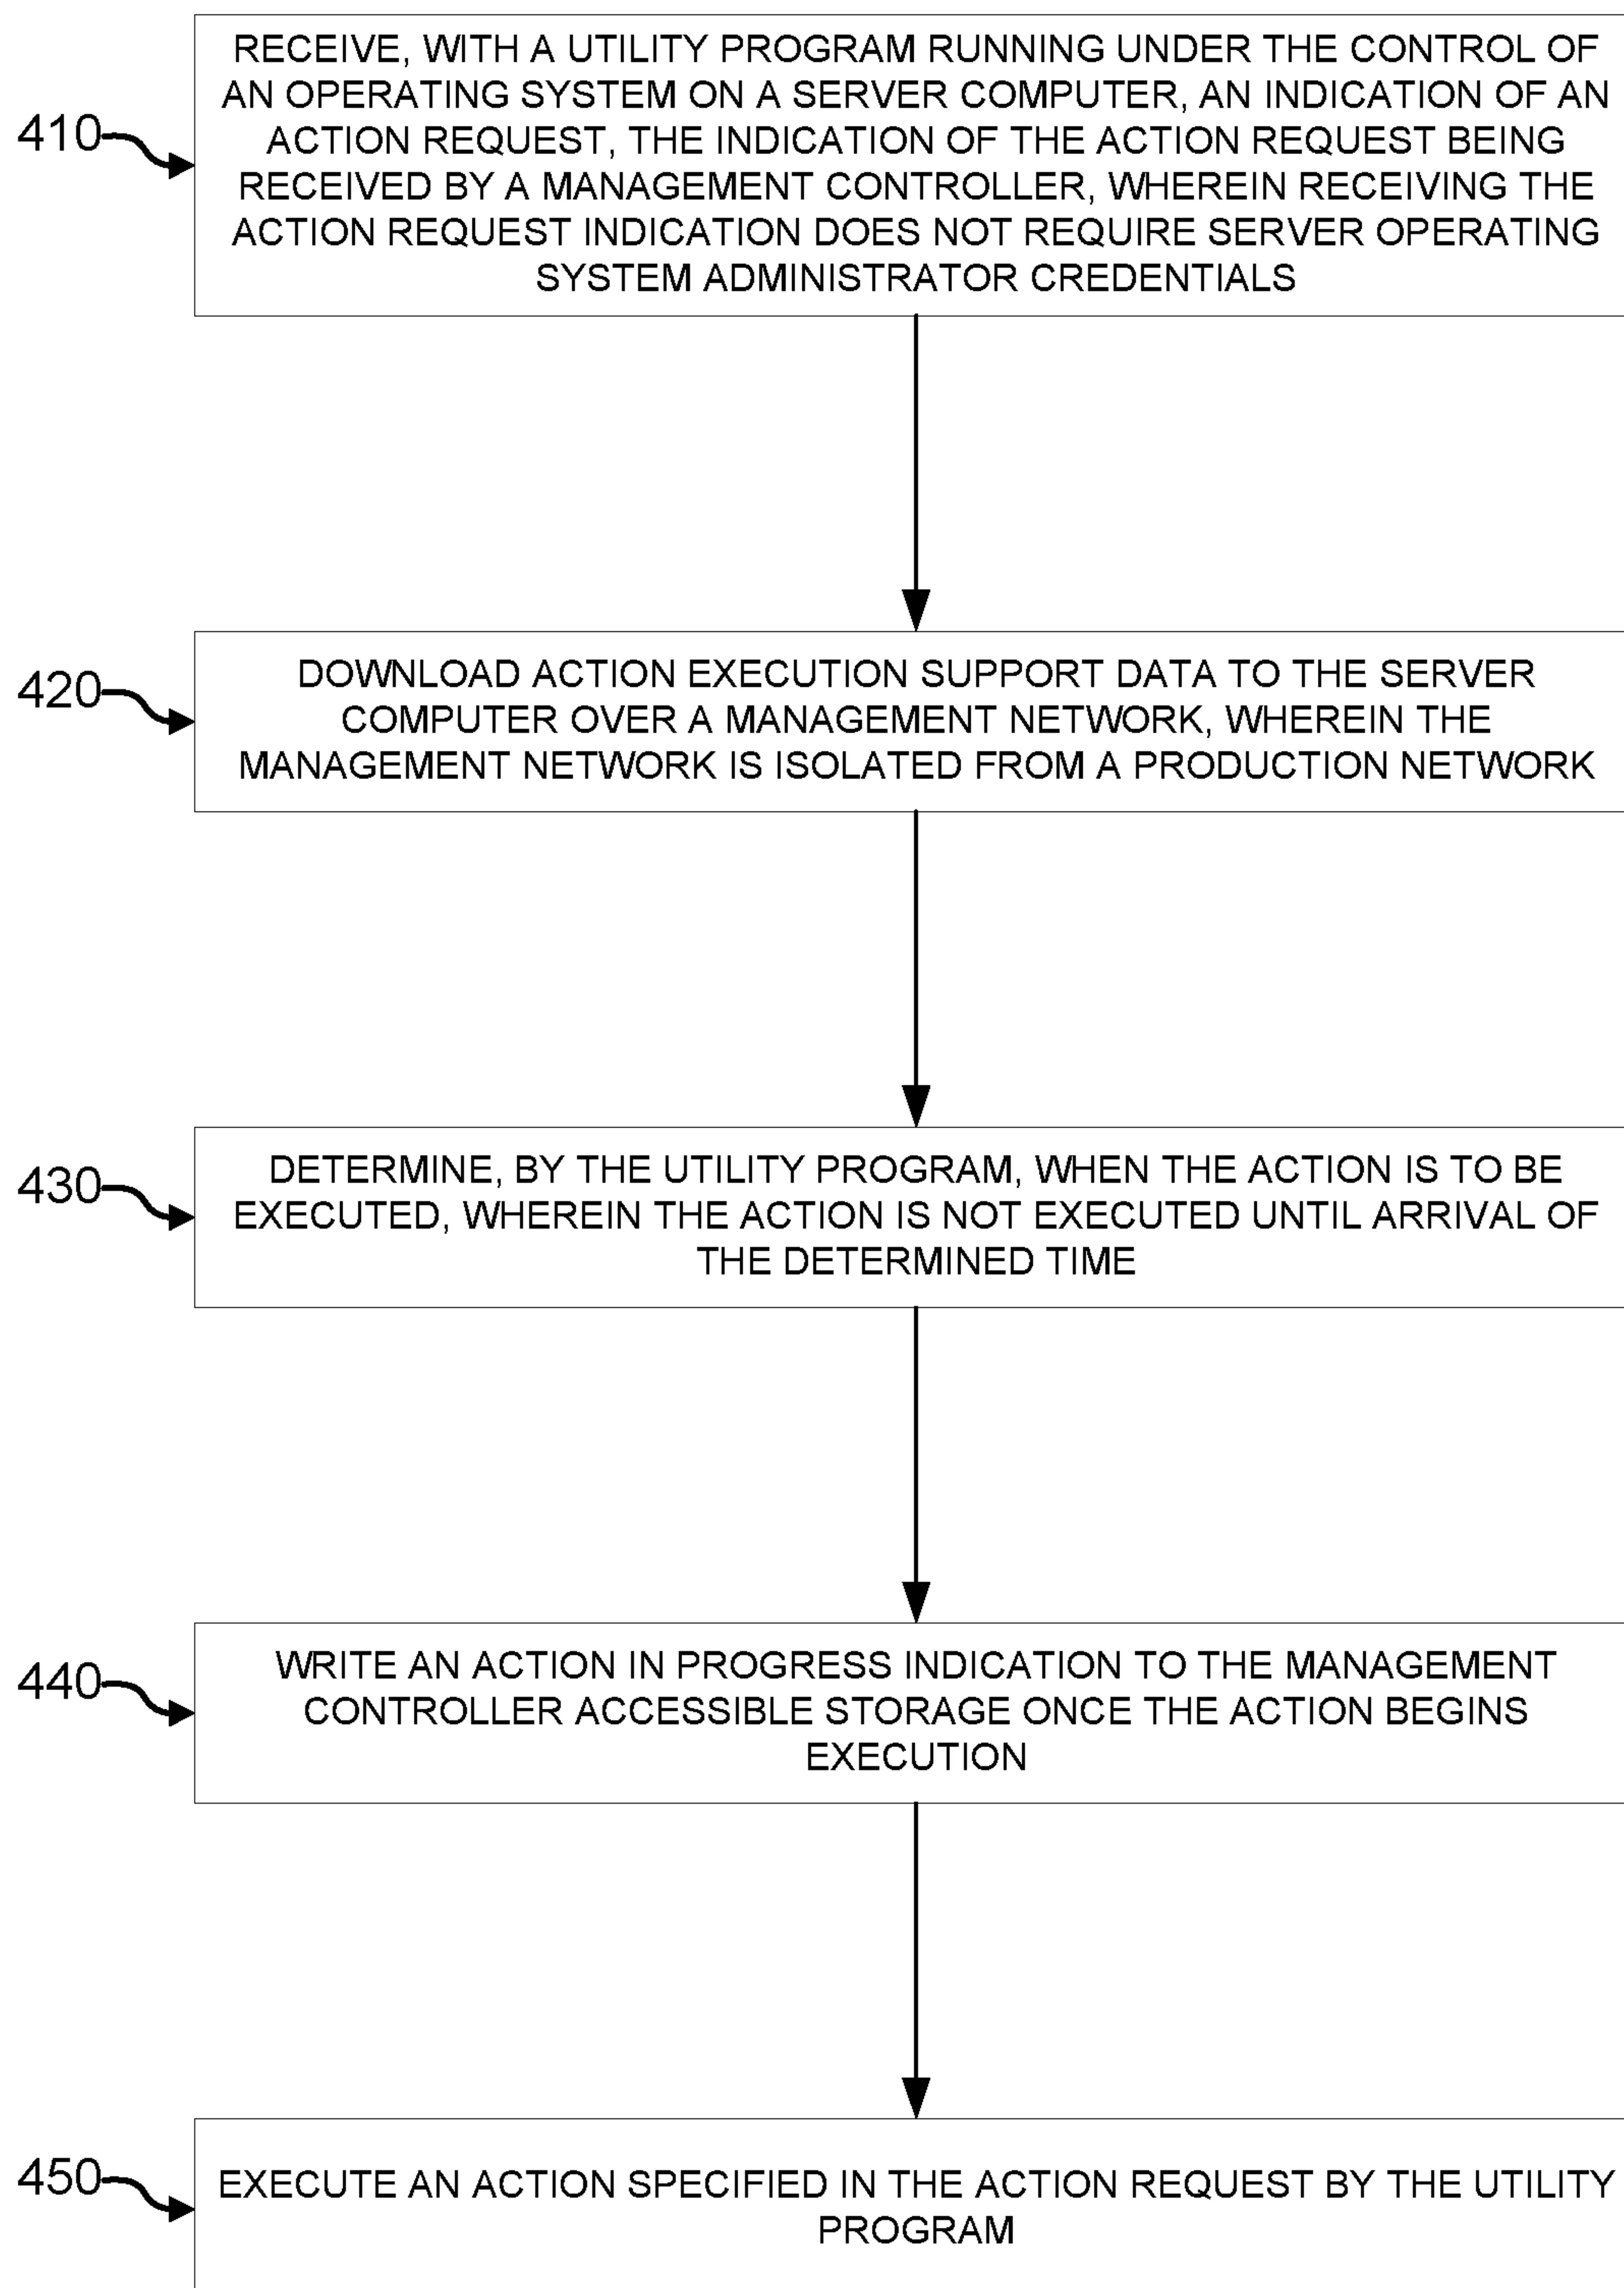 410
RECEIVE, WITH A UTILITY PROGRAM RUNNING UNDER THE CONTROL OF
AN OPERATING SYSTEM ON A SERVER COMPUTER, AN INDICATION OF AN
ACTION REQUEST, THE INDICATION OF THE ACTION REQUEST BEING
RECEIVED BY A MANAGEMENT CONTROLLER, WHEREIN RECEIVING THE
ACTION REQUEST INDICATION DOES NOT REQUIRE SERVER OPERATING
SYSTEM ADMINISTRATOR CREDENTIALS
420
DOWNLOAD ACTION EXECUTION SUPPORT DATA TO THE SERVER
COMPUTER OVER A MANAGEMENT NETWORK, WHEREIN THE
MANAGEMENT NETWORK IS ISOLATED FROM A PRODUCTION NETWORK
430
DETERMINE, BY THE UTILITY PROGRAM, WHEN THE ACTION IS TO BE
EXECUTED, WHEREIN THE ACTION IS NOT EXECUTED UNTIL ARRIVAL OF
THE DETERMINED TIME
440
WRITE AN ACTION IN PROGRESS INDICATION TO THE MANAGEMENT
CONTROLLER ACCESSIBLE STORAGE ONCE THE ACTION BEGINS
EXECUTION
450
EXECUTE AN ACTION SPECIFIED IN THE ACTION REQUEST BY THE UTILITY
PROGRAM